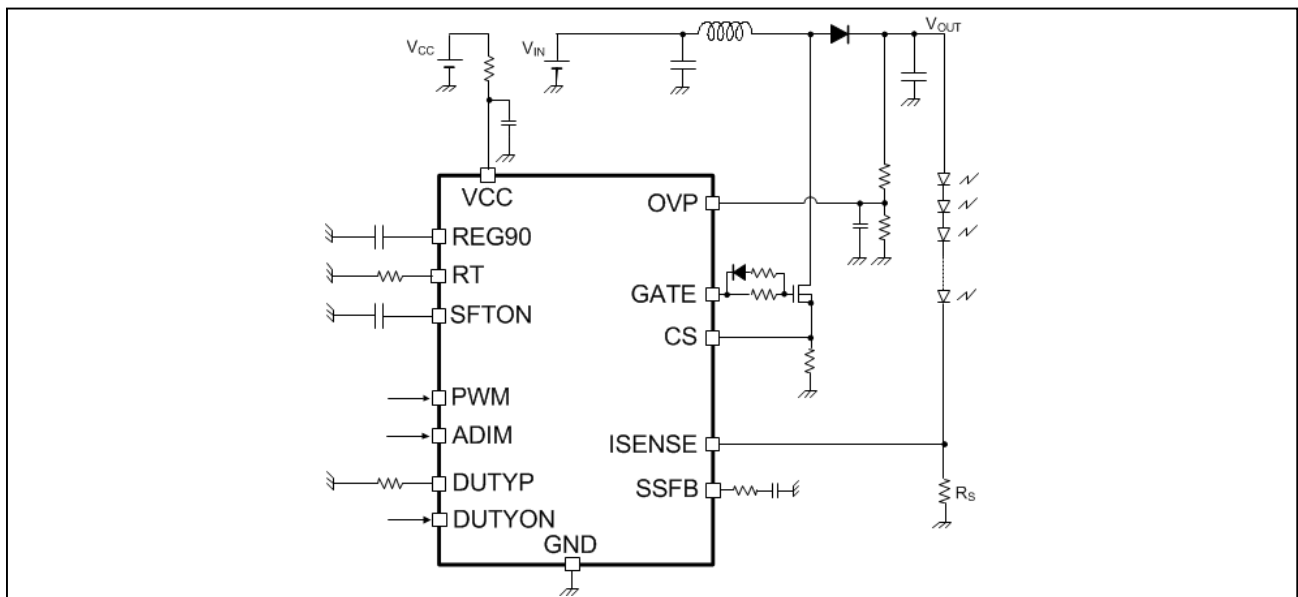 VCC
VIN
VOUT
VCC
OVP
REG90
RT
GATE
SFTON
CS
PWM
ADIM
ISENSE
DUTYP
SSFB
RS
DUTYON
GND